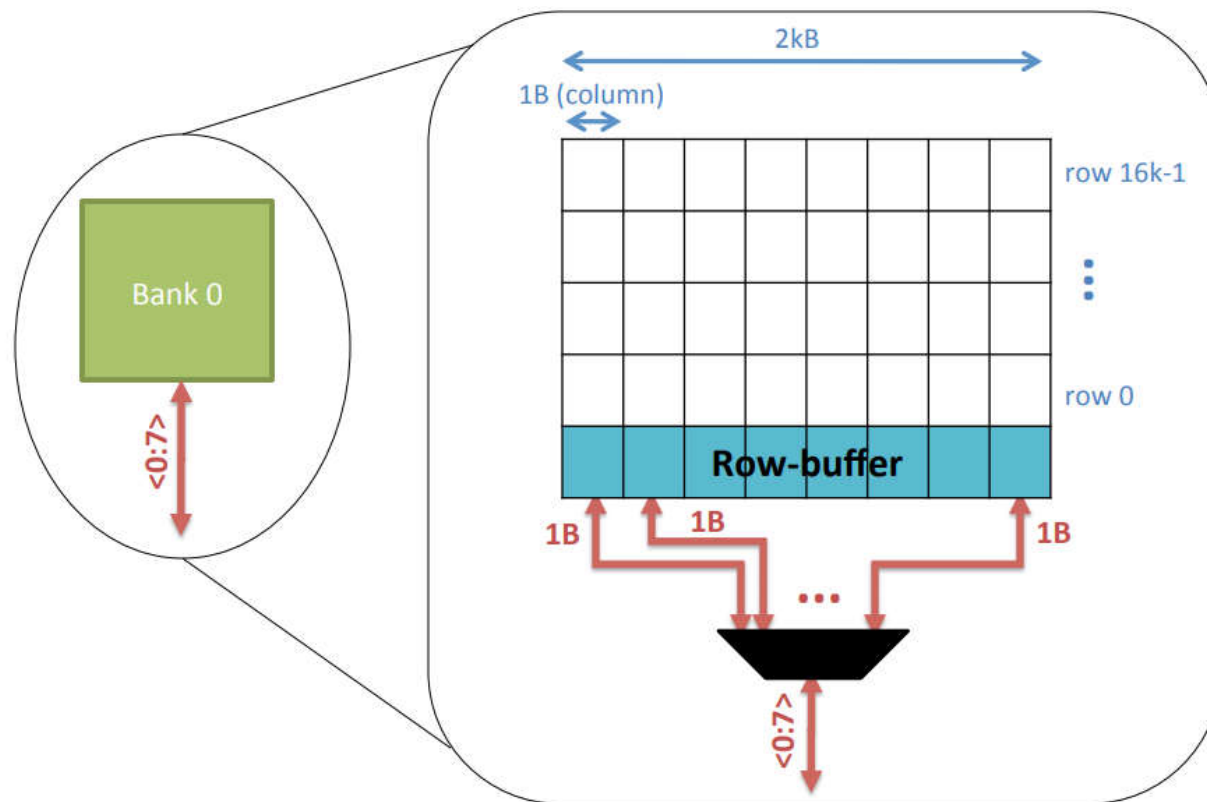 2kB
1B (column)
row 16k-1
Bank 0
...
row 0
<0:7>
Row-buffer
1B
1B
1B
...
<0:7>